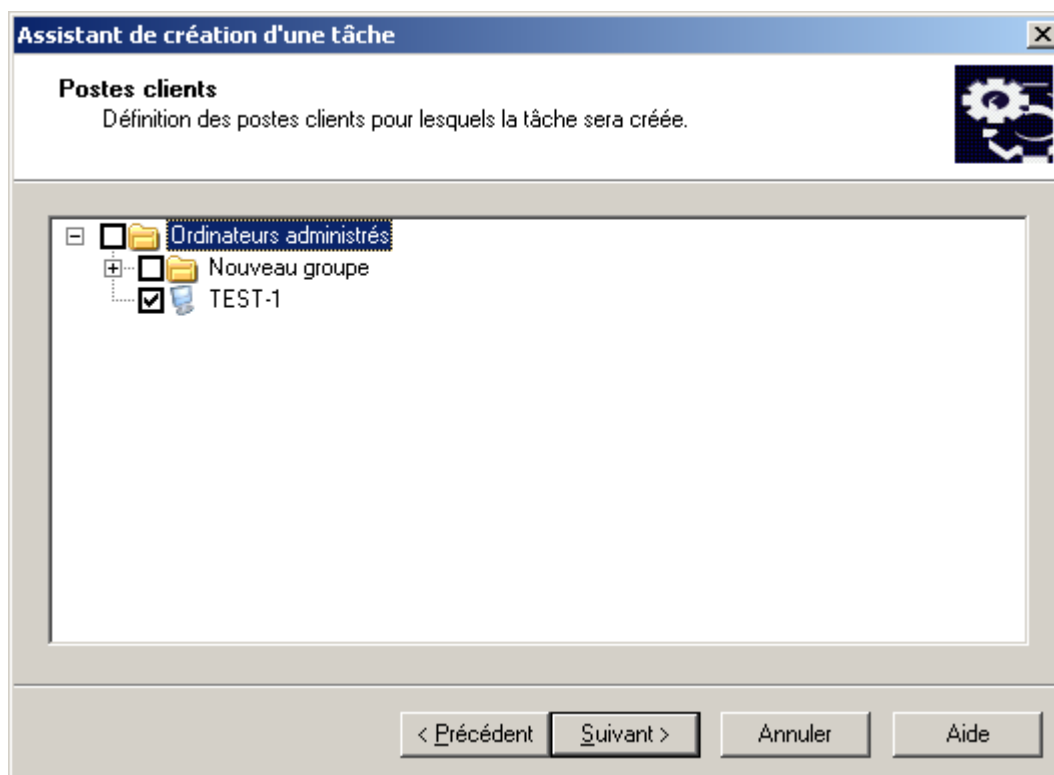 Assistant de création d'une tâche
Postes clients
Définition des postes clients pour lesquels la tâche sera créée.
Ordinateurs administrés
Nouveau groupe
TEST-1
< Précédent
Suivant >
Annuler
Aide